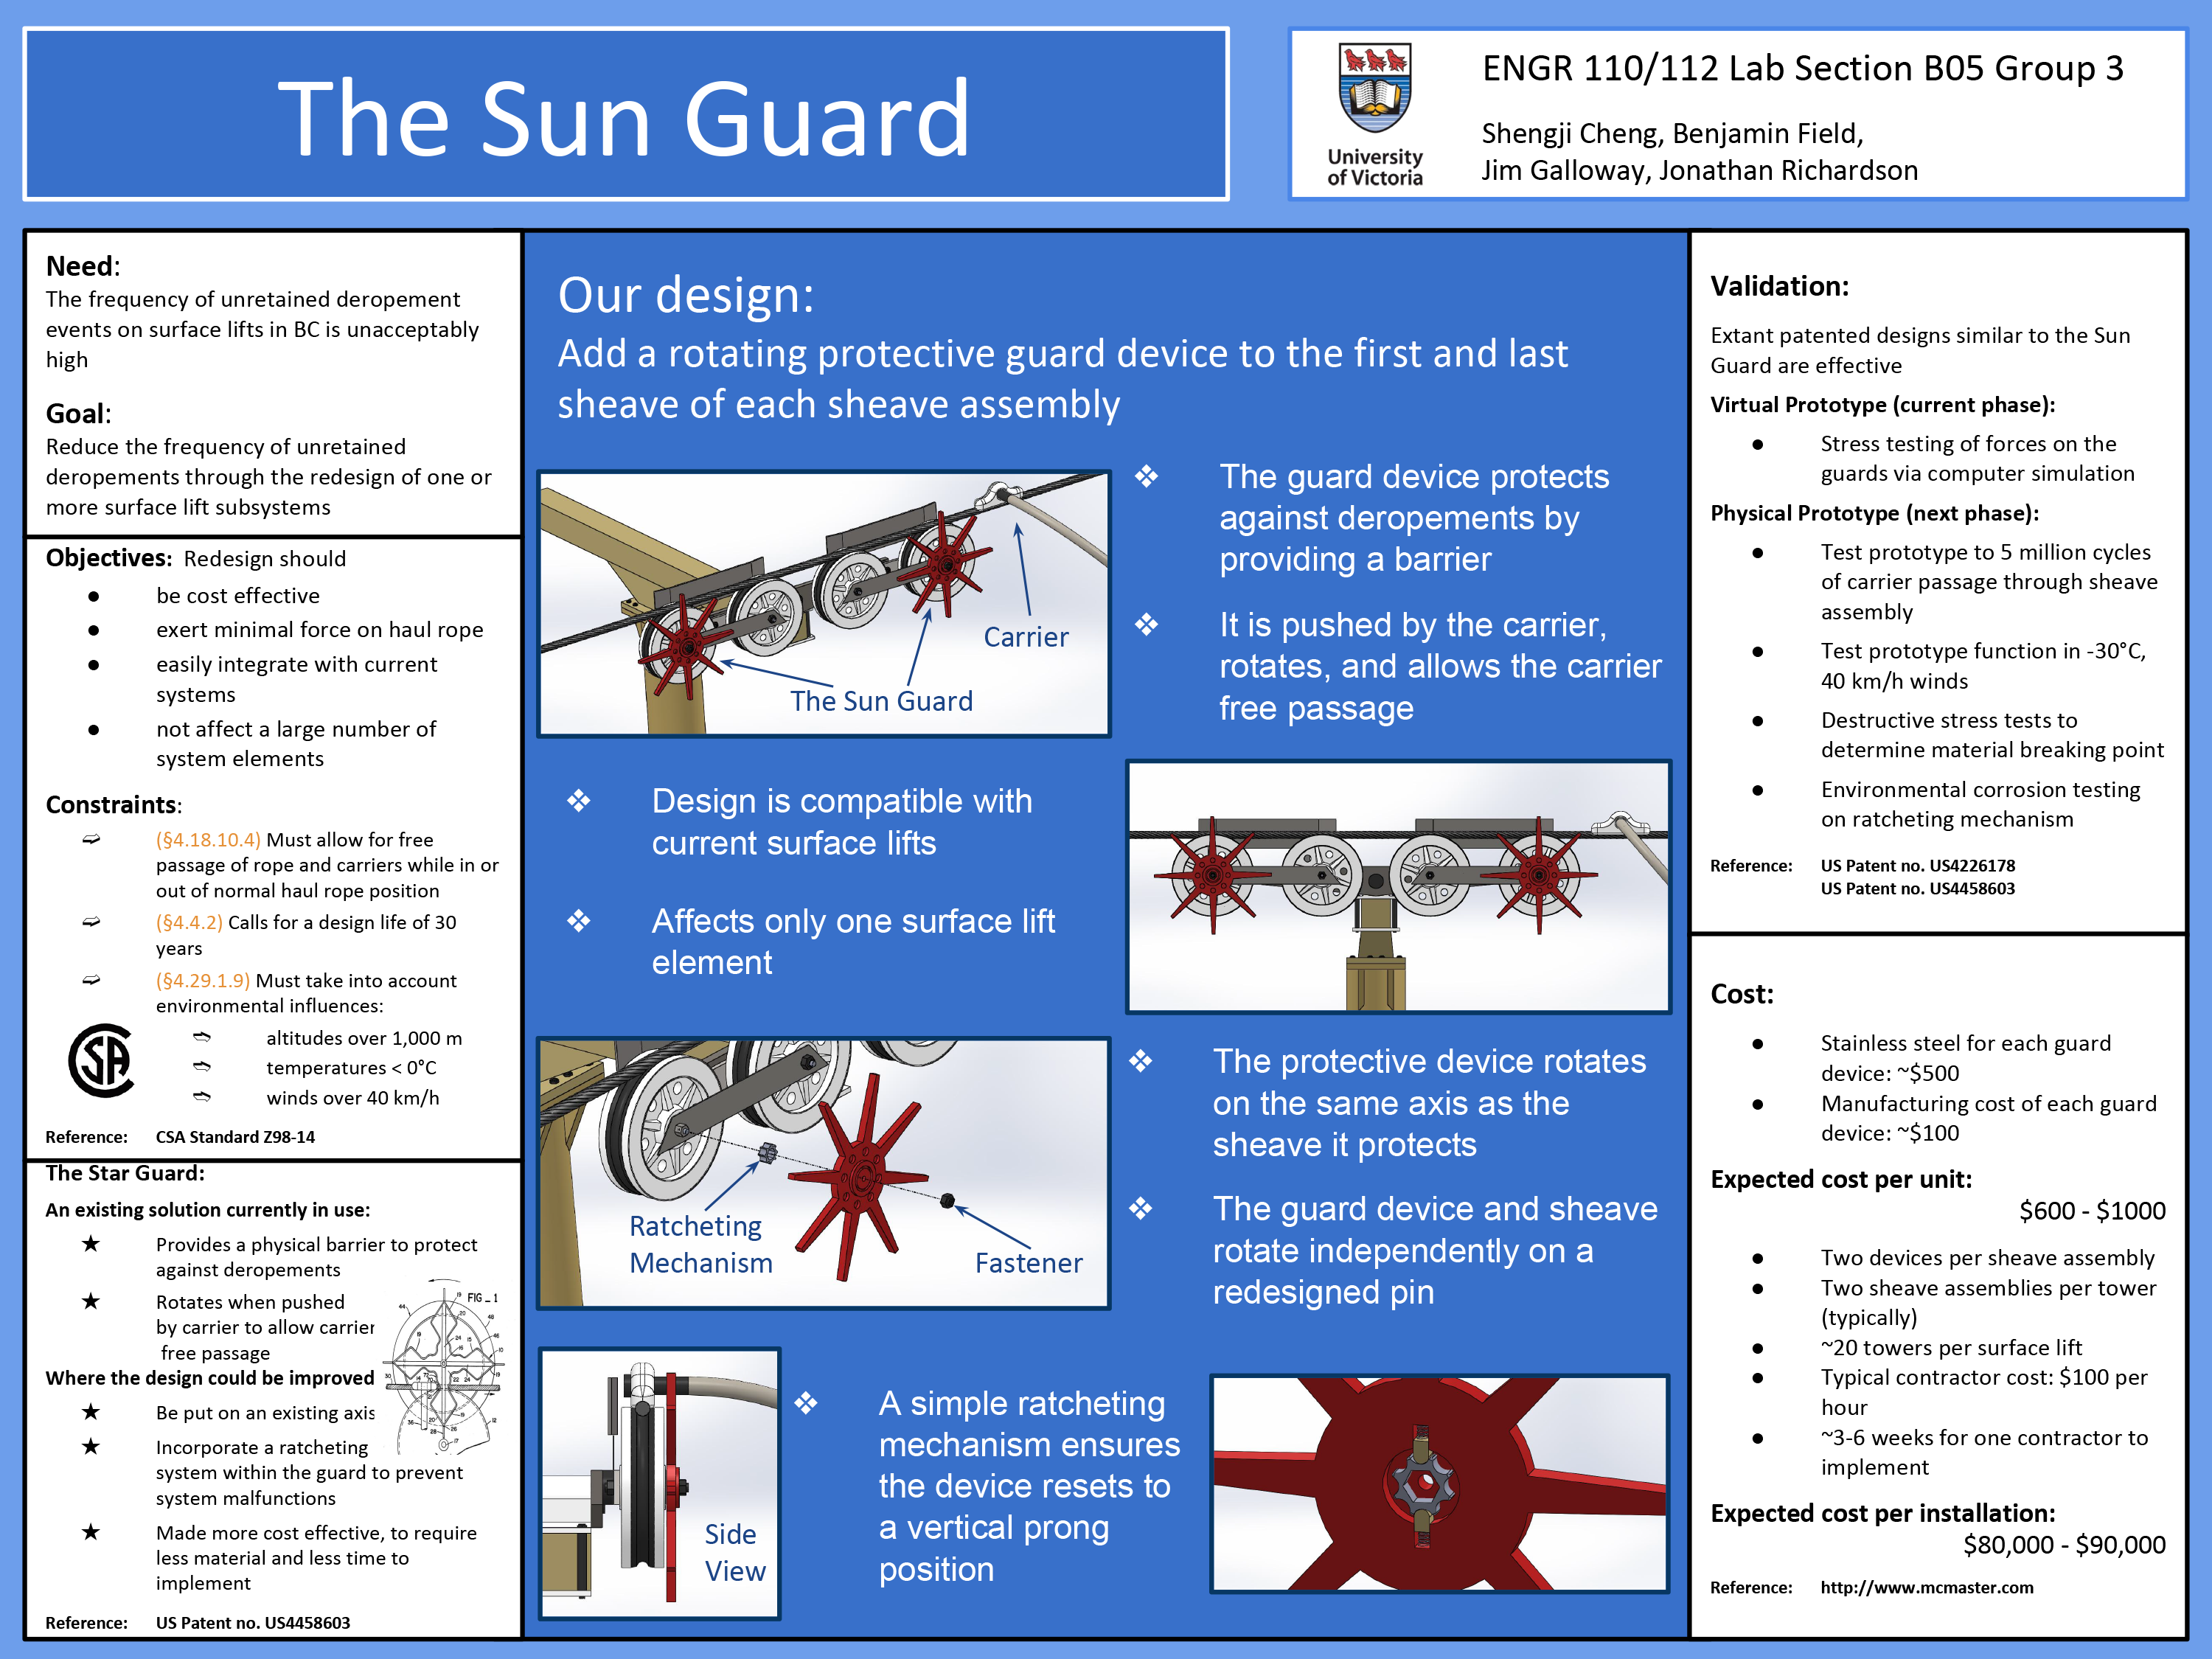 The Sun Guard
University
of Victoria
ENGR 110/112 Lab Section B05 Group 3
Shengji Cheng, Benjamin Field,
Jim Galloway, Jonathan Richardson
Need:
The frequency of unretained deropement
events on surface lifts in BC is unacceptably
high
Goal:
Reduce the frequency of unretained
deropements through the redesign of one or
more surface lift subsystems
Objectives: Redesign should
● be cost effective
● exert minimal force on haul rope
● easily integrate with current
systems
● not affect a large number of
system elements
Constraints:
(§4.18.10.4) Must allow for free
passage of rope and carriers while in or
out of normal haul rope position
(§4.4.2) Calls for a design life of 30
years
(§4.29.1.9) Must take into account
environmental influences:
altitudes over 1,000 m
temperatures < 0°C
winds over 40 km/h
CSA
Reference: CSA Standard Z98-14
The Star Guard:
An existing solution currently in use:
★ Provides a physical barrier to protect
against deropements
★ Rotates when pushed
by carrier to allow carrier
free passage
FIG_1
Where the design could be improved
★ Be put on an existing axis
★ Incorporate a ratcheting
system within the guard to prevent
system malfunctions
★ Made more cost effective, to require
less material and less time to
implement
Reference: US Patent no. US4458603
Our design:
Add a rotating protective guard device to the first and last
sheave of each sheave assembly
Carrier
The Sun Guard
❖ The guard device protects
against deropements by
providing a barrier
❖ It is pushed by the carrier,
rotates, and allows the carrier
free passage
❖ Design is compatible with
current surface lifts
❖ Affects only one surface lift
element
Ratcheting
Mechanism
Fastener
❖ The protective device rotates
on the same axis as the
sheave it protects
❖ The guard device and sheave
rotate independently on a
redesigned pin
Side
View
❖ A simple ratcheting
mechanism ensures
the device resets to
a vertical prong
position
Validation:
Extant patented designs similar to the Sun
Guard are effective
Virtual Prototype (current phase):
● Stress testing of forces on the
guards via computer simulation
Physical Prototype (next phase):
● Test prototype to 5 million cycles
of carrier passage through sheave
assembly
● Test prototype function in -30°C,
40 km/h winds
● Destructive stress tests to
determine material breaking point
● Environmental corrosion testing
on ratcheting mechanism
Reference: US Patent no. US4226178
US Patent no. US4458603
Cost:
● Stainless steel for each guard
device: ~$500
● Manufacturing cost of each guard
device: ~$100
Expected cost per unit:
$600 - $1000
● Two devices per sheave assembly
● Two sheave assemblies per tower
(typically)
● ~20 towers per surface lift
● Typical contractor cost: $100 per
hour
● ~3-6 weeks for one contractor to
implement
Expected cost per installation:
$80,000 - $90,000
Reference: http://www.mcmaster.com